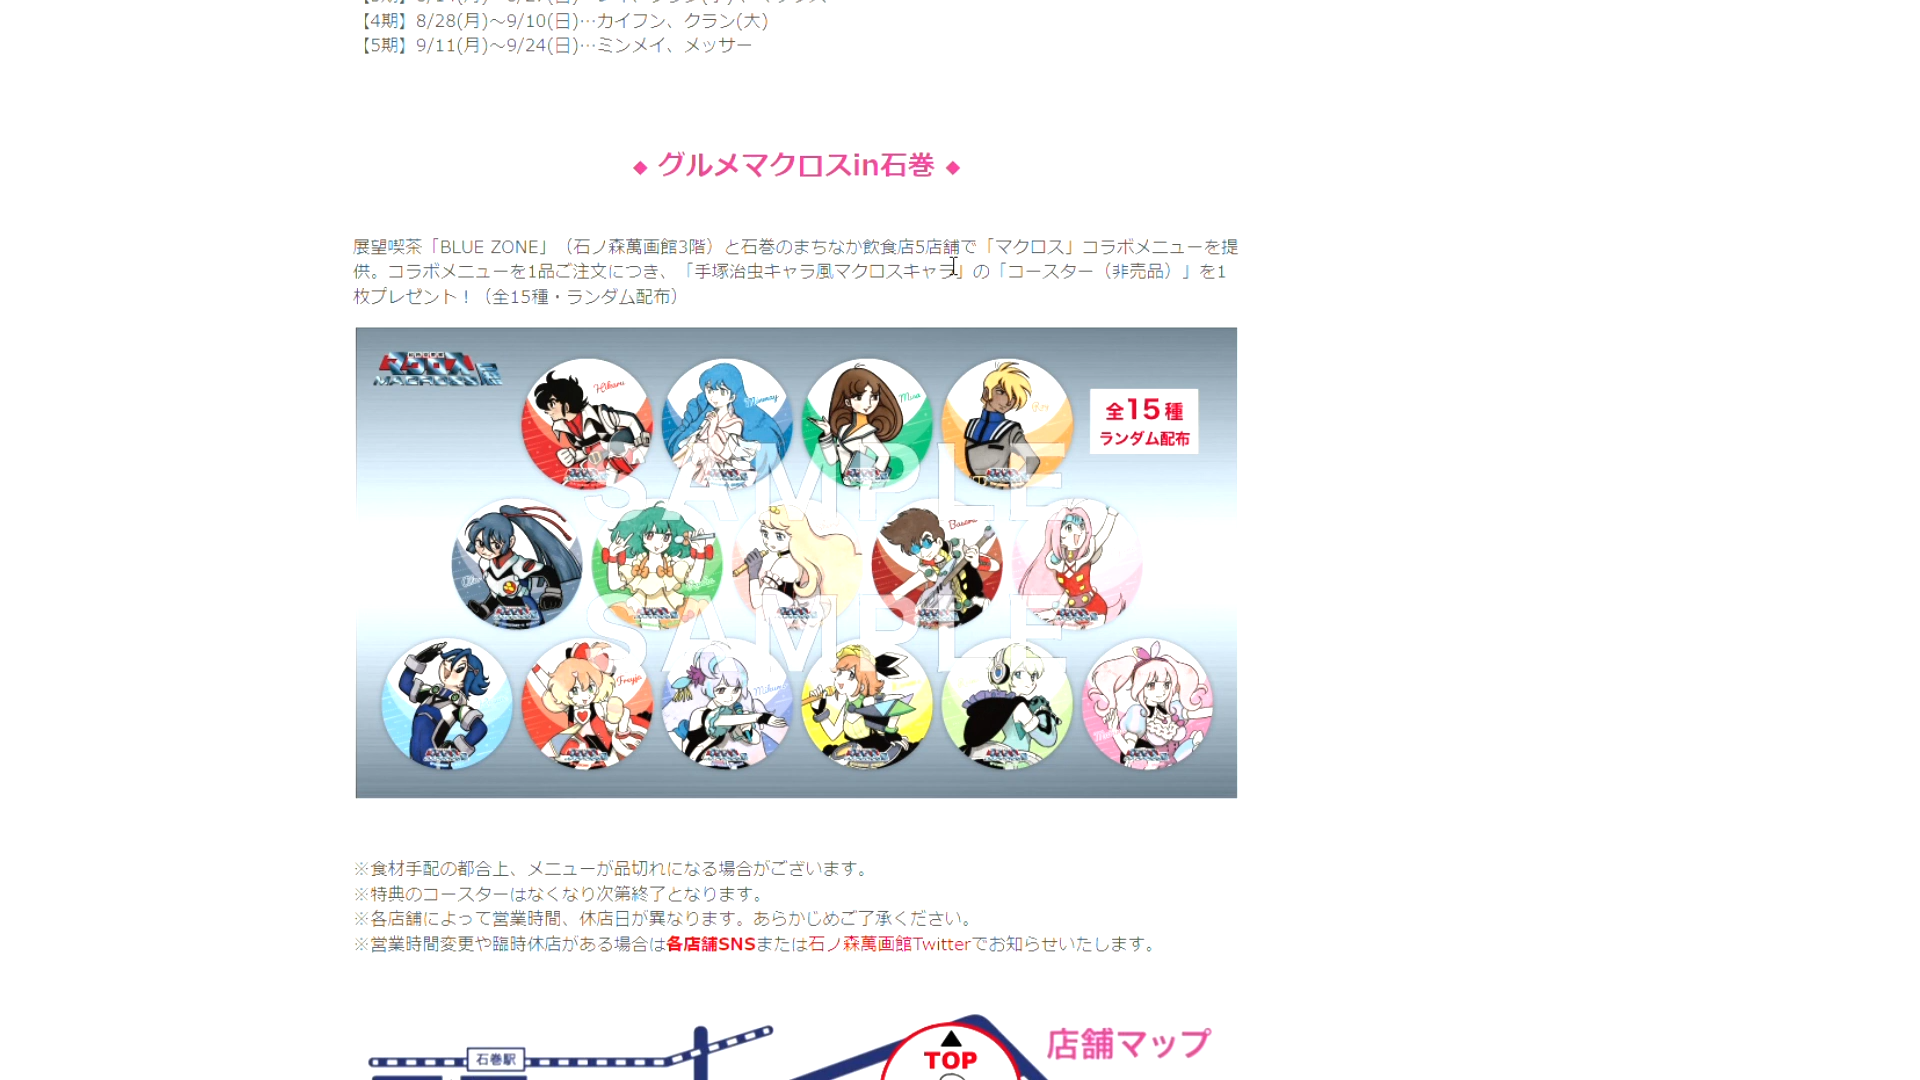 【4期】8/28(月)～9/10(日)…カイフン、クラン(大)
【5期】9/11(月)～9/24(日)…ミンメイ、メッサー
◆ グルメマクロスin石巻 ◆
展望喫茶「BLUE ZONE」（石ノ森萬画館3階）と石巻のまちなか飲食店5店舗で「マクロス」コラボメニューを提
供。コラボメニューを1品ご注文につき、「手塚治虫キャラ風マクロスキャラ」の「コースター（非売品）」を1
枚プレゼント！（全15種・ランダム配布）
マクロス展
MACROSS
Hikaru
Minmay
Misa
全15種
ランダム配布
SAMPLE
Basara
SAMPLE
Freyja
Mikumo
※食材手配の都合上、メニューが品切れになる場合がございます。
※特典のコースターはなくなり次第終了となります。
※各店舗によって営業時間、休店日が異なります。あらかじめご了承ください。
※営業時間変更や臨時休店がある場合は各店舗SNSまたは石ノ森萬画館Twitterでお知らせいたします。
店舗マップ
石巻駅
TOP